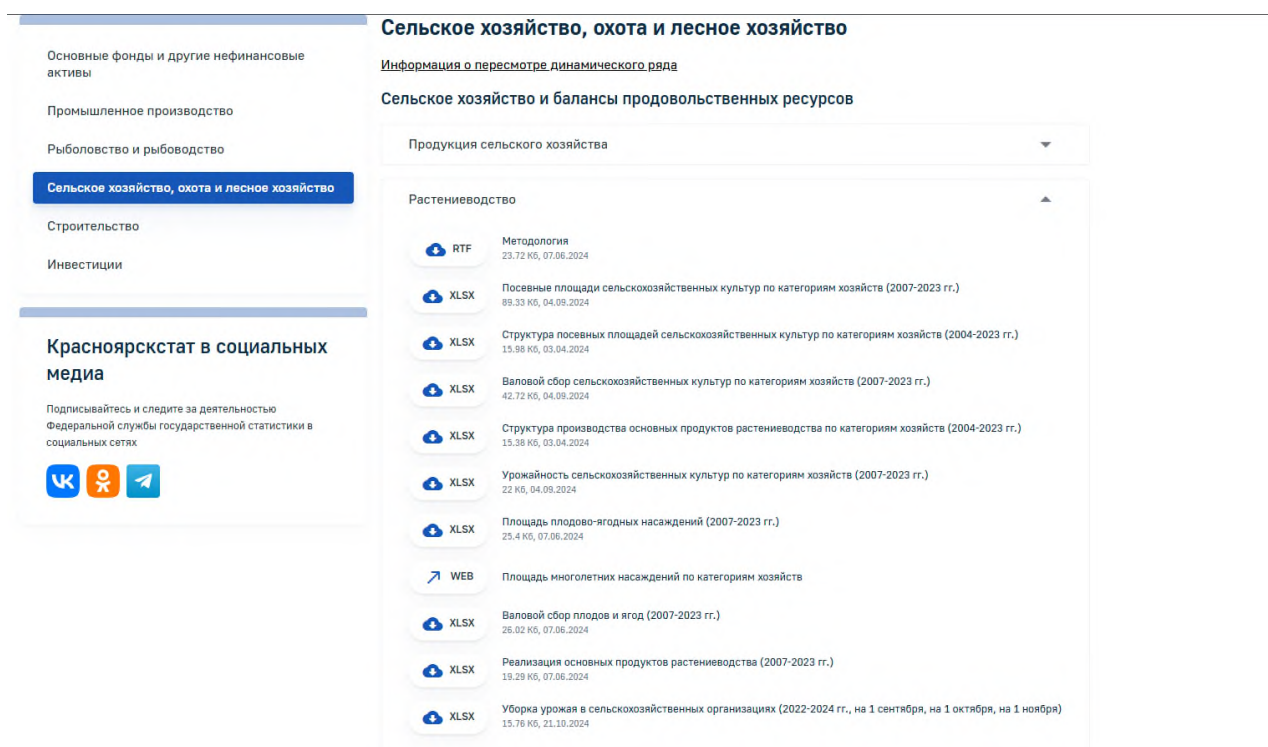 Основные фонды и другие нефинансовые
активы
Промышленное производство
Рыболовство и рыбоводство
Сельское хозяйство, охота и лесное хозяйство
Строительство
Инвестиции
Красноярскстат в социальных
медиа
Подписывайтесь и следите за деятельностью
Федеральной службы государственной статистики в
социальных сетях
Сельское хозяйство, охота и лесное хозяйство
Информация о пересмотре динамического ряда
Сельское хозяйство и балансы продовольственных ресурсов
Продукция сельского хозяйства
Растениеводство
RTF
Методология
23.72 Кб, 07.06.2024
XLSX
Посевные площади сельскохозяйственных культур по категориям хозяйств (2007-2023 гг.)
89.33 Кб, 04.09.2024
XLSX
Структура посевных площадей сельскохозяйственных культур по категориям хозяйств (2004-2023 гг.)
15.98 Кб, 03.04.2024
XLSX
Валовой сбор сельскохозяйственных культур по категориям хозяйств (2007-2023 гг.)
42.72 Кб, 04.09.2024
XLSX
Структура производства основных продуктов растениеводства по категориям хозяйств (2004-2023 гг.)
15.38 Кб, 03.04.2024
XLSX
Урожайность сельскохозяйственных культур по категориям хозяйств (2007-2023 гг.)
22 Кб, 04.09.2024
XLSX
Площадь плодово-ягодных насаждений (2007-2023 гг.)
25.4 Кб, 07.06.2024
WEB
Площадь многолетних насаждений по категориям хозяйств
XLSX
Валовой сбор плодов и ягод (2007-2023 гг.)
26.02 Кб, 07.06.2024
XLSX
Реализация основных продуктов растениеводства (2007-2023 гг.)
19.29 Кб, 07.06.2024
XLSX
Уборка урожая в сельскохозяйственных организациях (2022-2024 гг., на 1 сентября, на 1 октября, на 1 ноября)
15.76 Кб, 21.10.2024